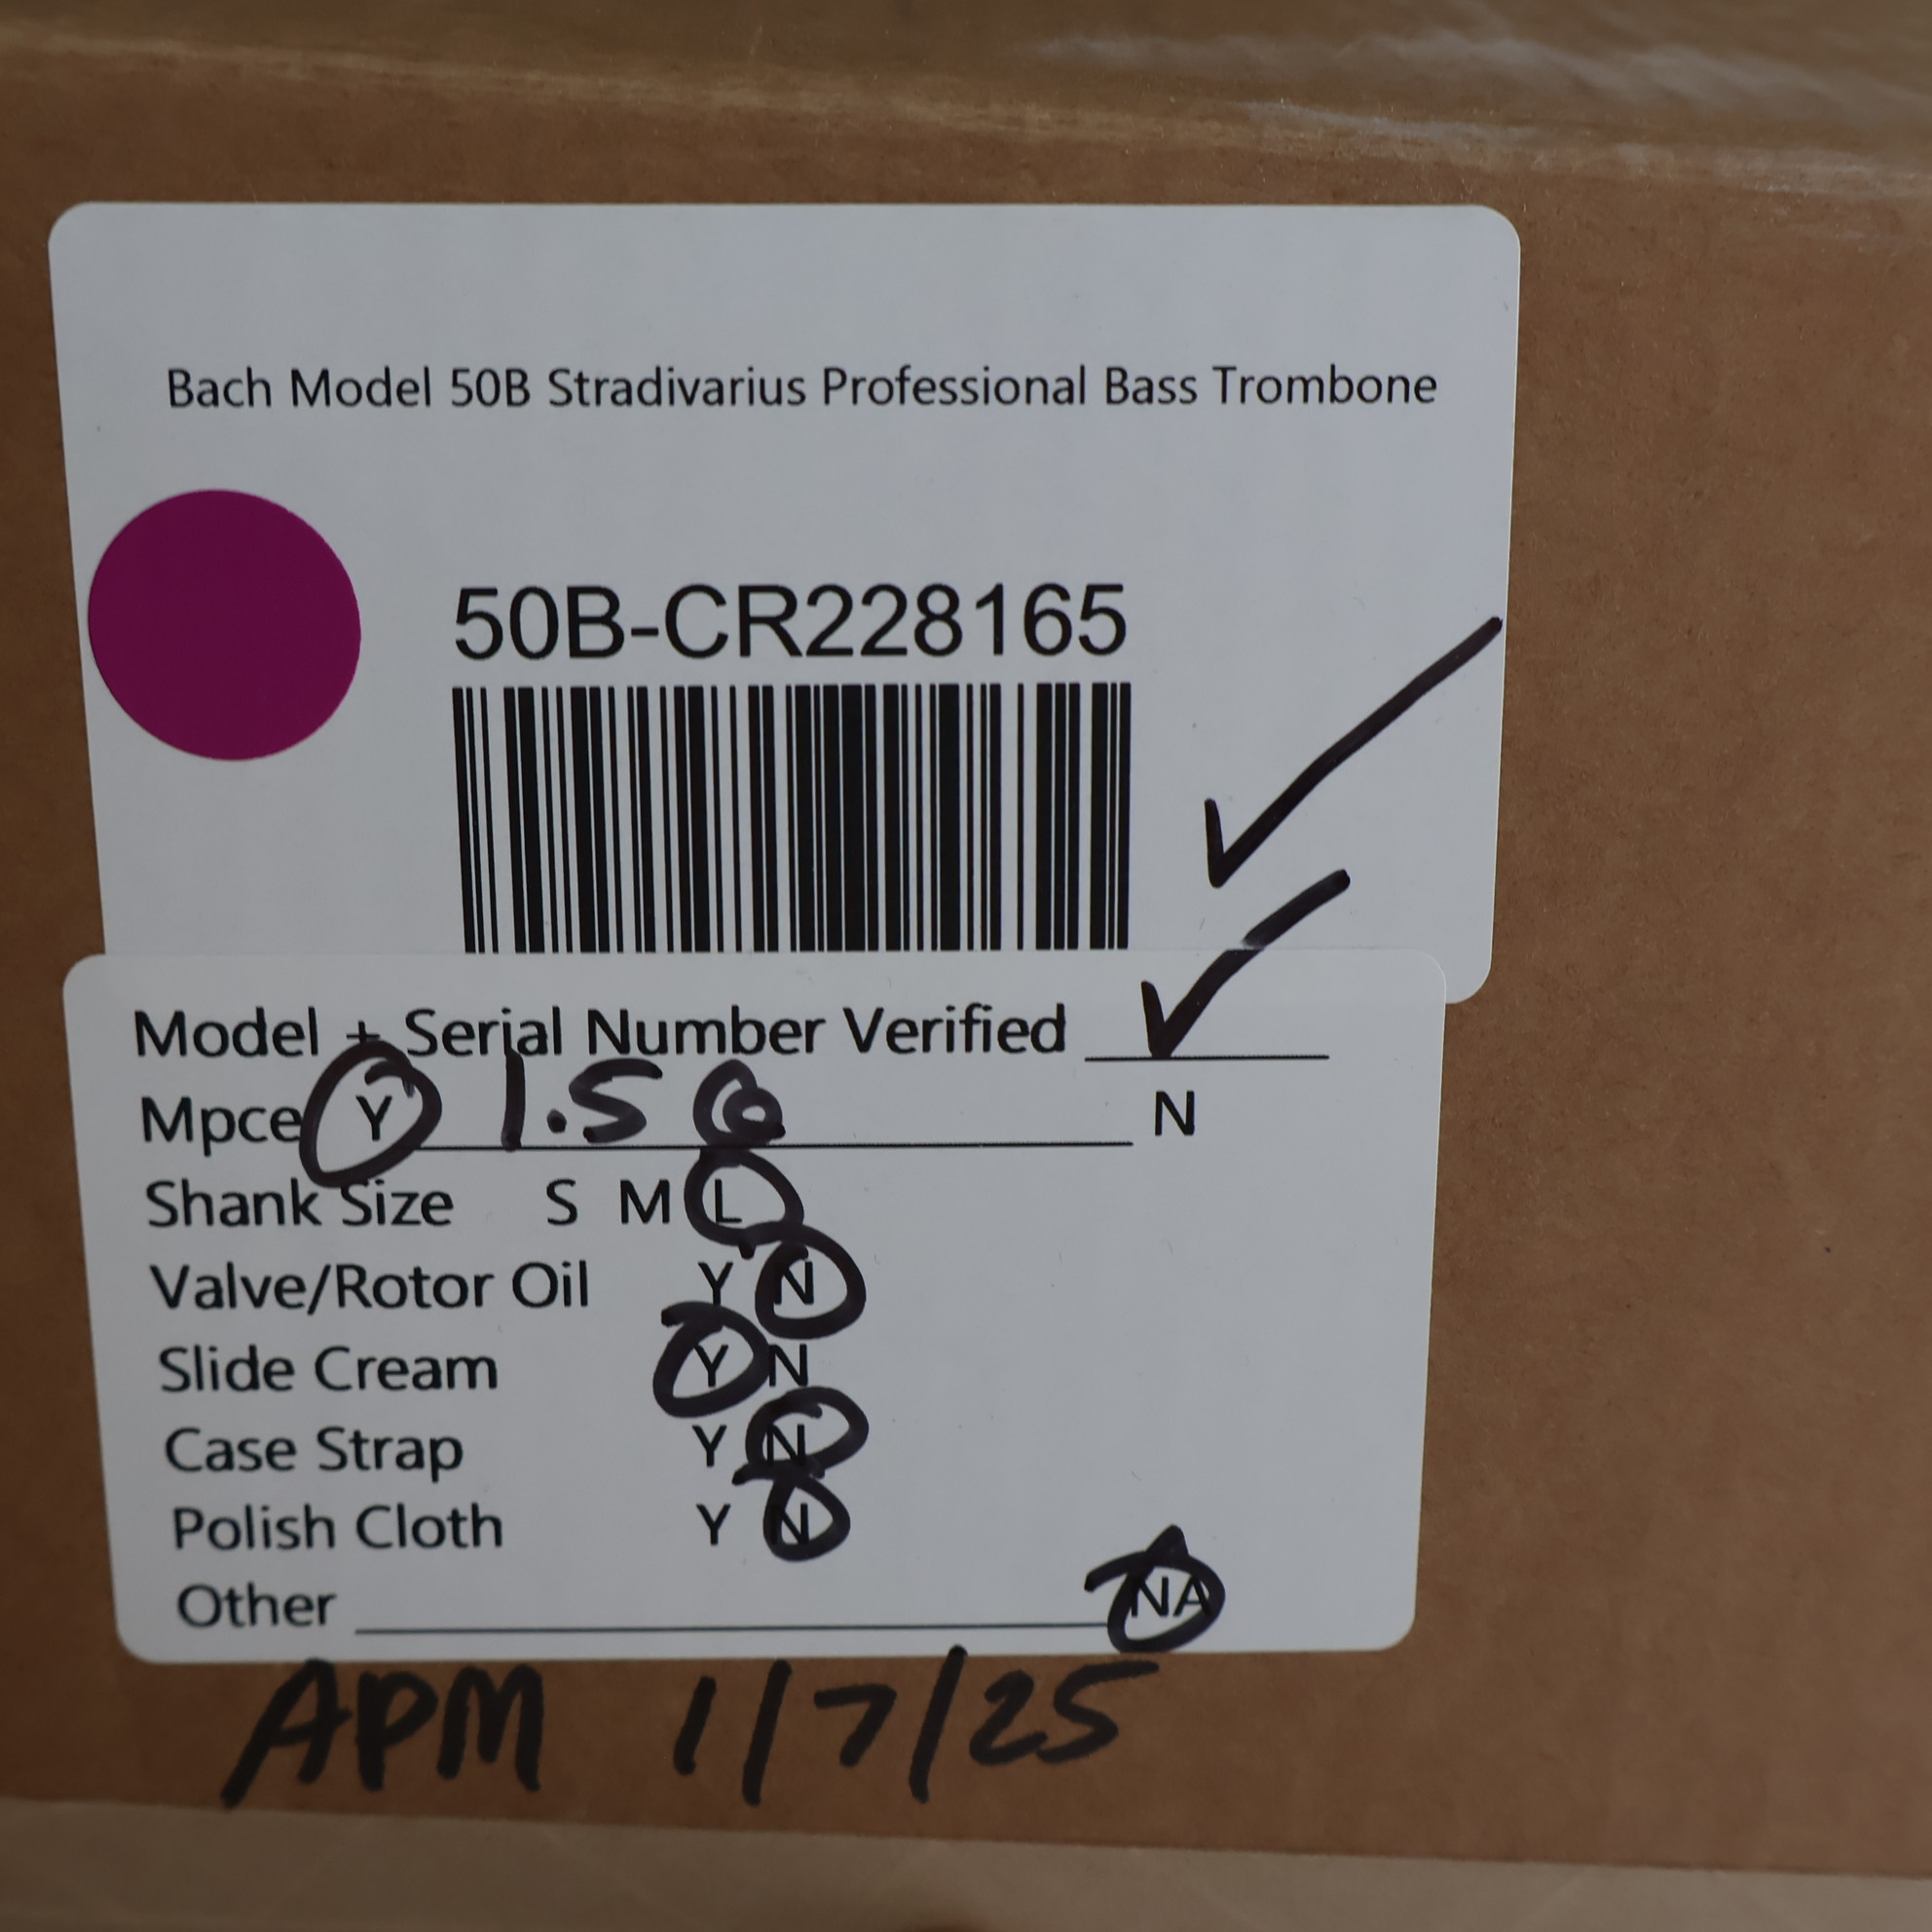 Bach Model 50B Stradivarius Professional Bass Trombone
50B-CR228165
Model + Serial Number Verified
Mpce Y 1.5G N
Shank Size S M L
Valve/Rotor Oil Y N
Slide Cream Y N
Case Strap Y N
Polish Cloth Y N
Other NA
APM 1/7/25